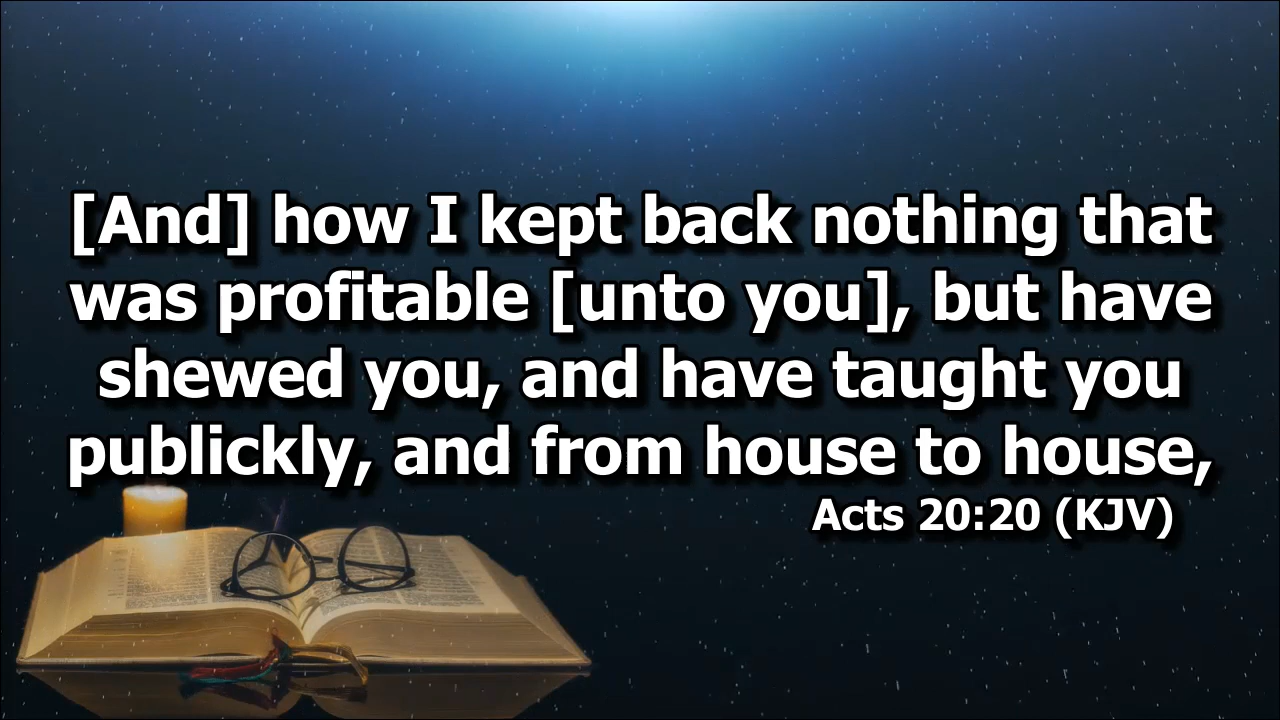 [And] how I kept back nothing that
was profitable [unto you], but have
shewed you, and have taught you
publickly, and from house to house,
Acts 20:20 (KJV)